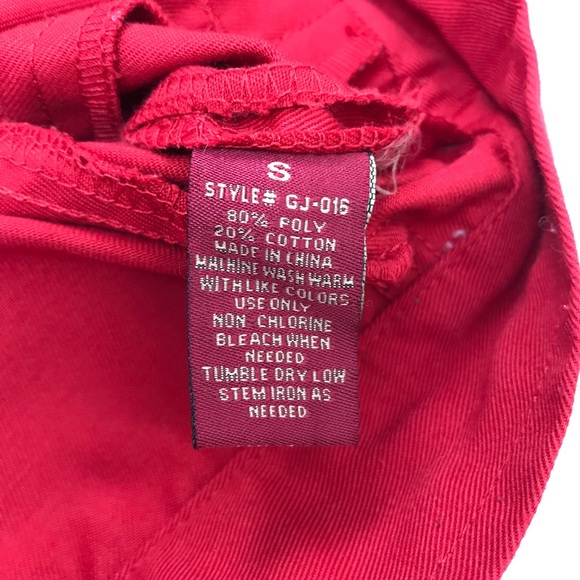 S
STYLE# GJ-016
80% POLY
20% COTTON
MADE IN CHINA
MACHINE WASH WARM
WITH LIKE COLORS
USE ONLY
NON CHLORINE
BLEACH WHEN
NEEDED
TUMBLE DRY LOW
STEM IRON AS
NEEDED